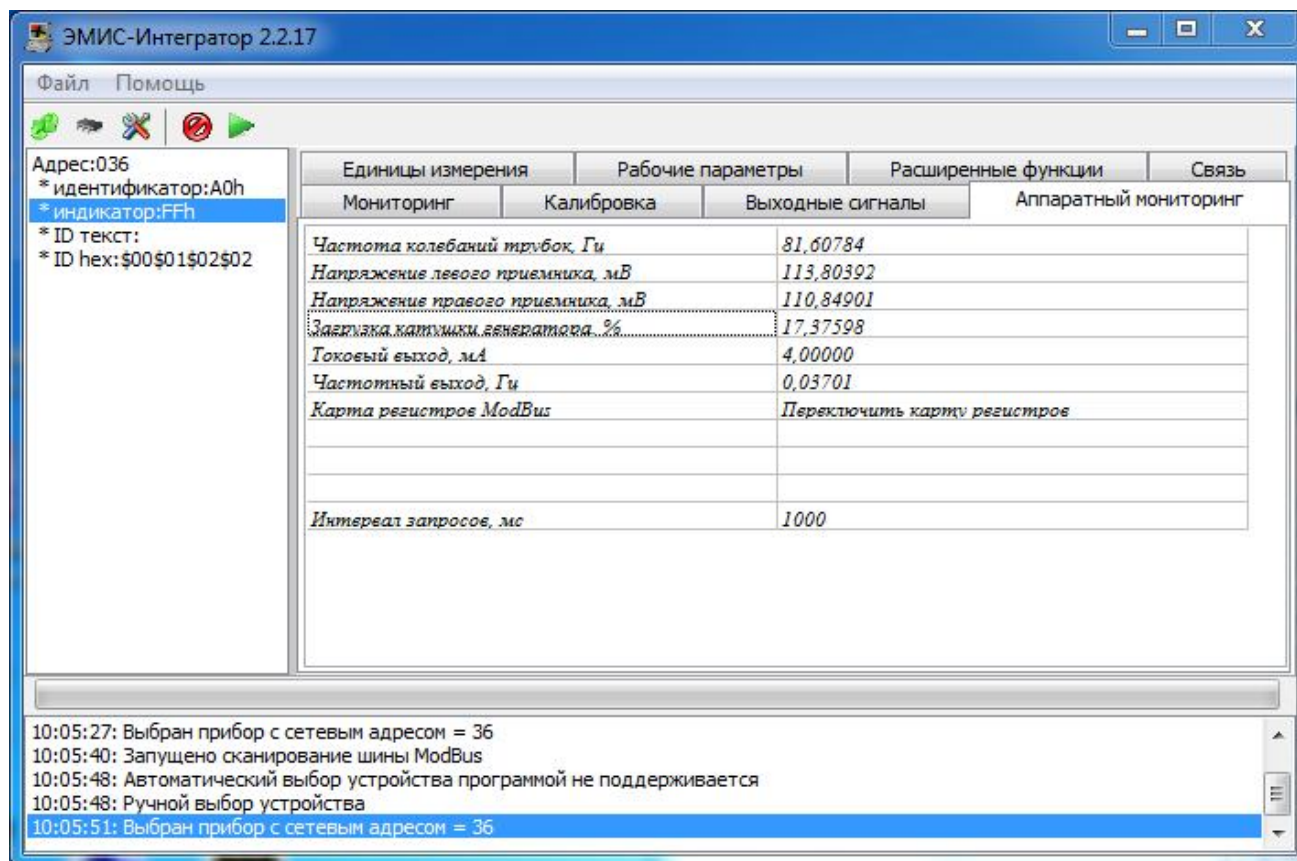 ЭМИС-Интегратор 2.2.17
Файл Помощь
Адрес:036
* идентификатор:A0h
* индикатор:FFh
* ID текст:
* ID hex:$00$01$02$02
Единицы измерения Рабочие параметры Расширенные функции Связь
Мониторинг Калибровка Выходные сигналы Аппаратный мониторинг
Частота колебаний трубок, Гц 81,60784
Напряжение левого приемника, мВ 113,80392
Напряжение правого приемника, мВ 110,84901
Загрузка катушки генератора, % 17,37598
Токовый выход, мА 4,00000
Частотный выход, Гц 0,03701
Карта регистров ModBus Переключить карту регистров
Интервал запросов, мс 1000
10:05:27: Выбран прибор с сетевым адресом = 36
10:05:40: Запущено сканирование шины ModBus
10:05:48: Автоматический выбор устройства программой не поддерживается
10:05:48: Ручной выбор устройства
10:05:51: Выбран прибор с сетевым адресом = 36